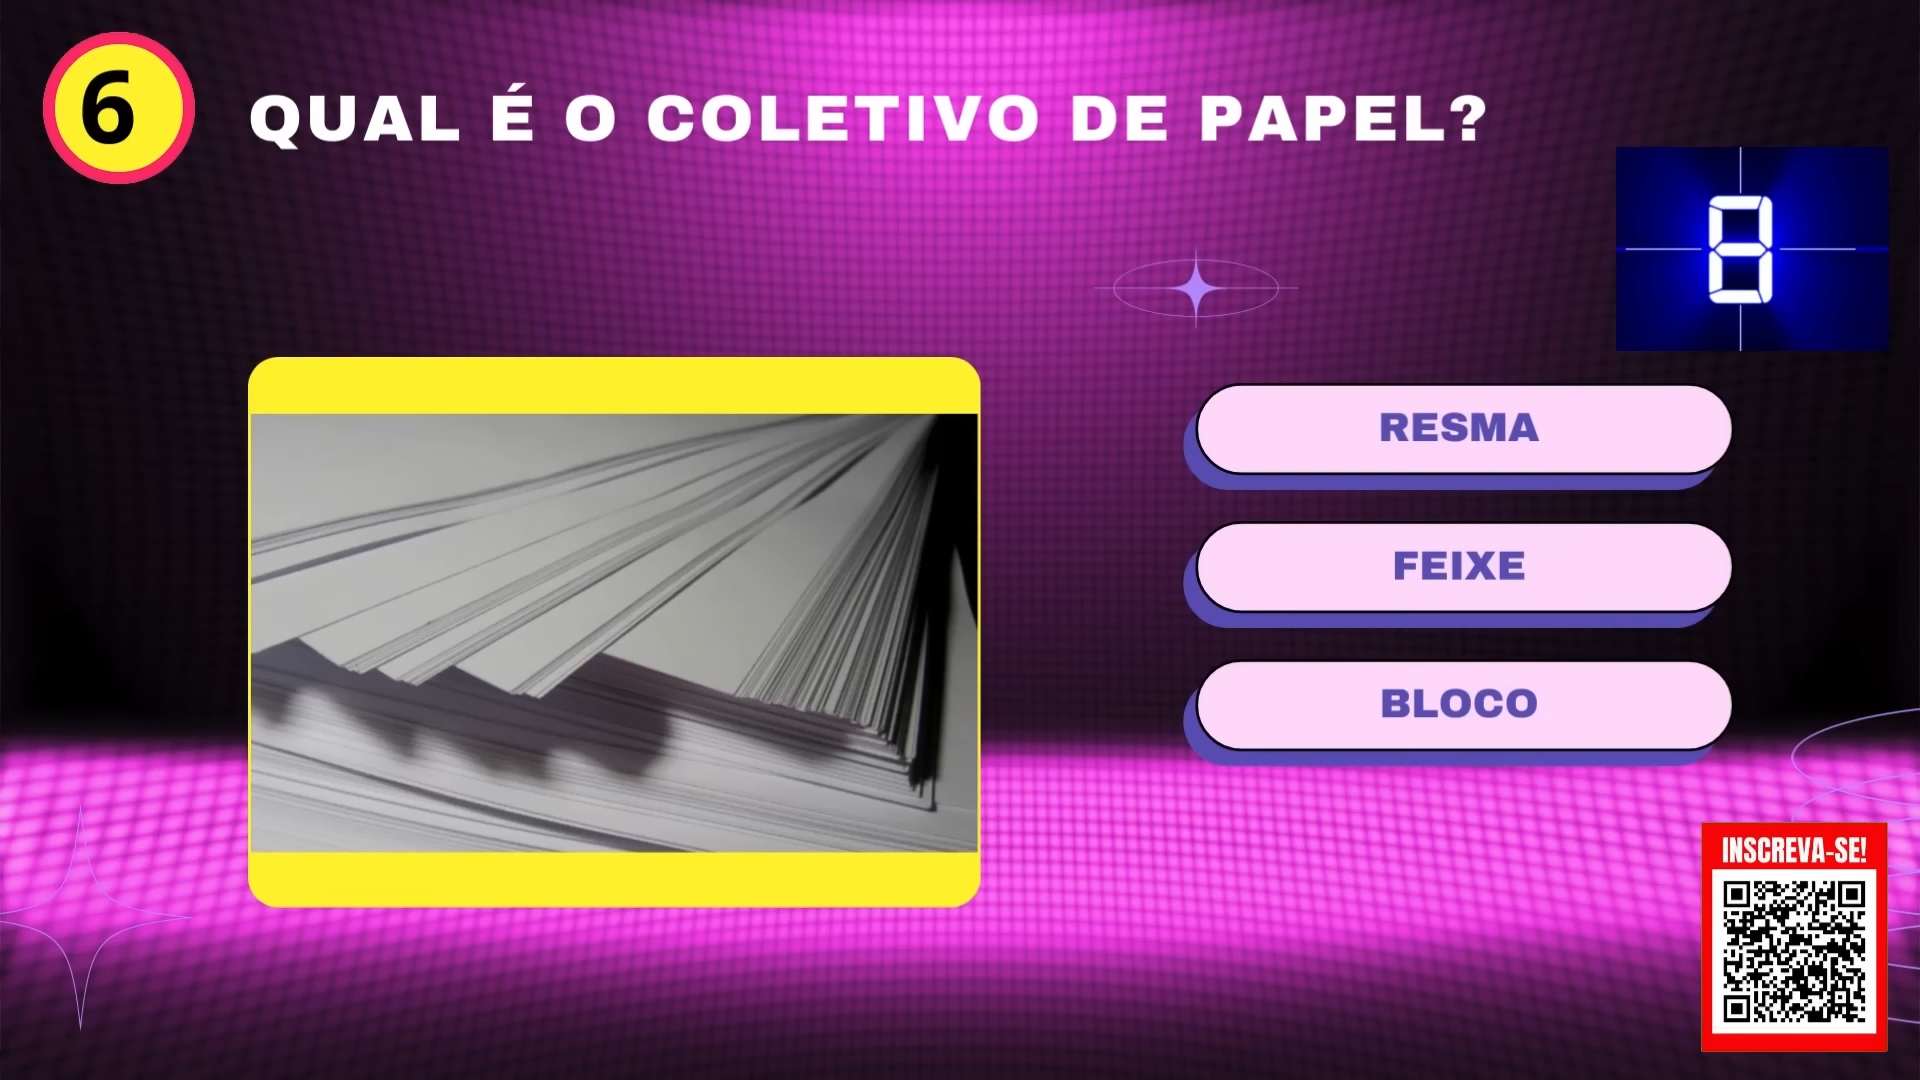 6
QUAL É O COLETIVO DE PAPEL?
8
RESMA
FEIXE
BLOCO
INSCREVA-SE!